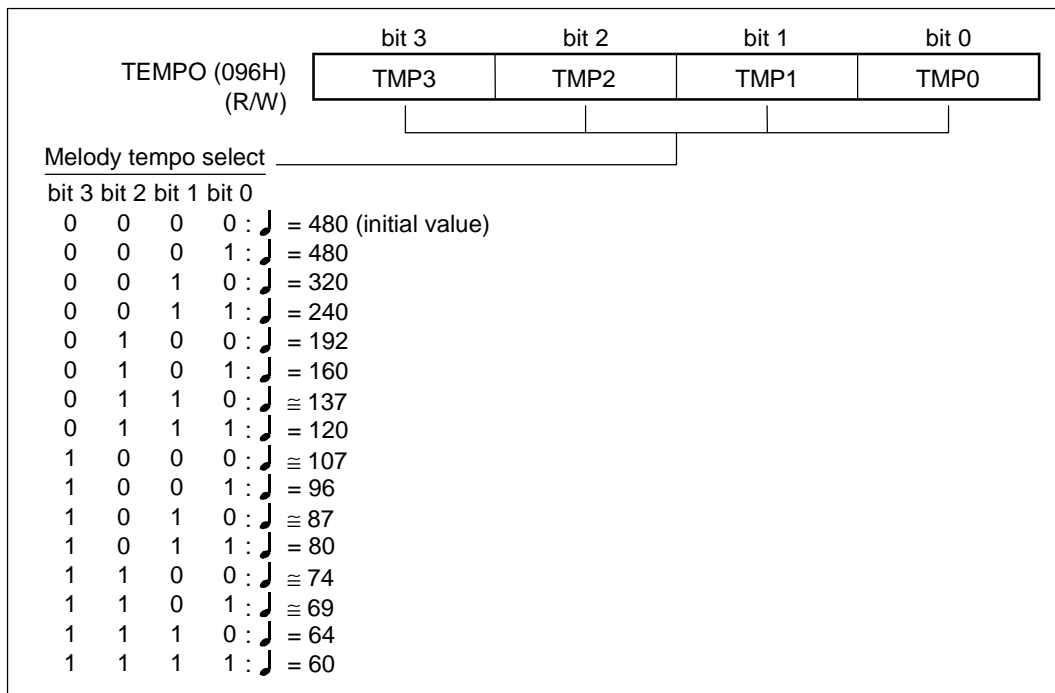 bit 3 bit 2 bit 1 bit 0
TEMPO (096H) TMP3 TMP2 TMP1 TMP0
(R/W)
Melody tempo select
bit 3 bit 2 bit 1 bit 0
0 0 0 0 : ♩ = 480 (initial value)
0 0 0 1 : ♩ = 480
0 0 1 0 : ♩ = 320
0 0 1 1 : ♩ = 240
0 1 0 0 : ♩ = 192
0 1 0 1 : ♩ = 160
0 1 1 0 : ♩ ≅ 137
0 1 1 1 : ♩ = 120
1 0 0 0 : ♩ ≅ 107
1 0 0 1 : ♩ = 96
1 0 1 0 : ♩ ≅ 87
1 0 1 1 : ♩ = 80
1 1 0 0 : ♩ ≅ 74
1 1 0 1 : ♩ ≅ 69
1 1 1 0 : ♩ = 64
1 1 1 1 : ♩ = 60